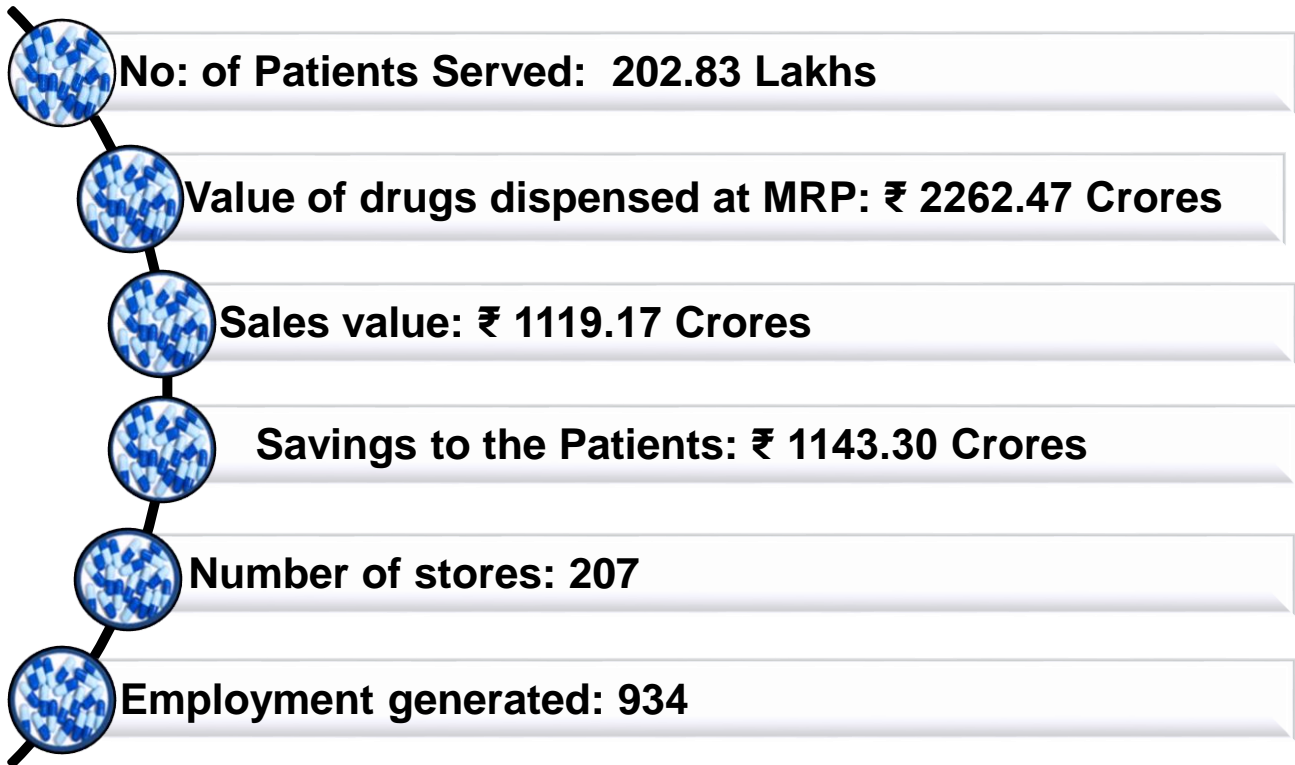 No: of Patients Served: 202.83 Lakhs
Value of drugs dispensed at MRP: ₹ 2262.47 Crores
Sales value: ₹ 1119.17 Crores
Savings to the Patients: ₹ 1143.30 Crores
Number of stores: 207
Employment generated: 934